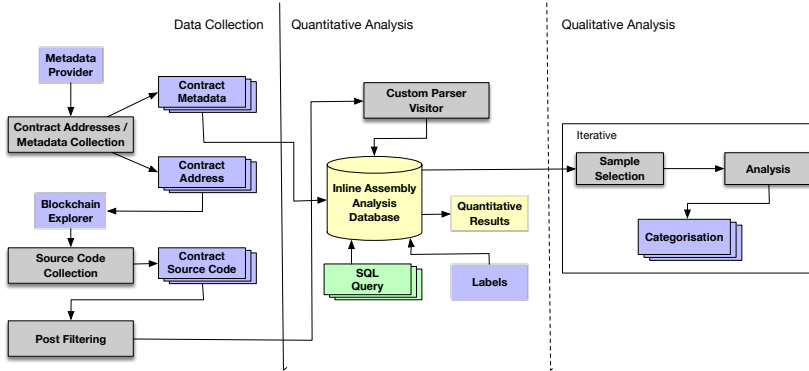 Data Collection
Quantitative Analysis
Qualitative Analysis
Metadata
Provider
Contract
Metadata
Contract Addresses /
Metadata Collection
Contract
Address
Blockchain
Explorer
Source Code
Collection
Contract
Source Code
Post Filtering
Custom Parser
Visitor
Inline Assembly
Analysis
Database
Quantitative
Results
SQL
Query
Labels
Iterative
Sample
Selection
Analysis
Categorisation